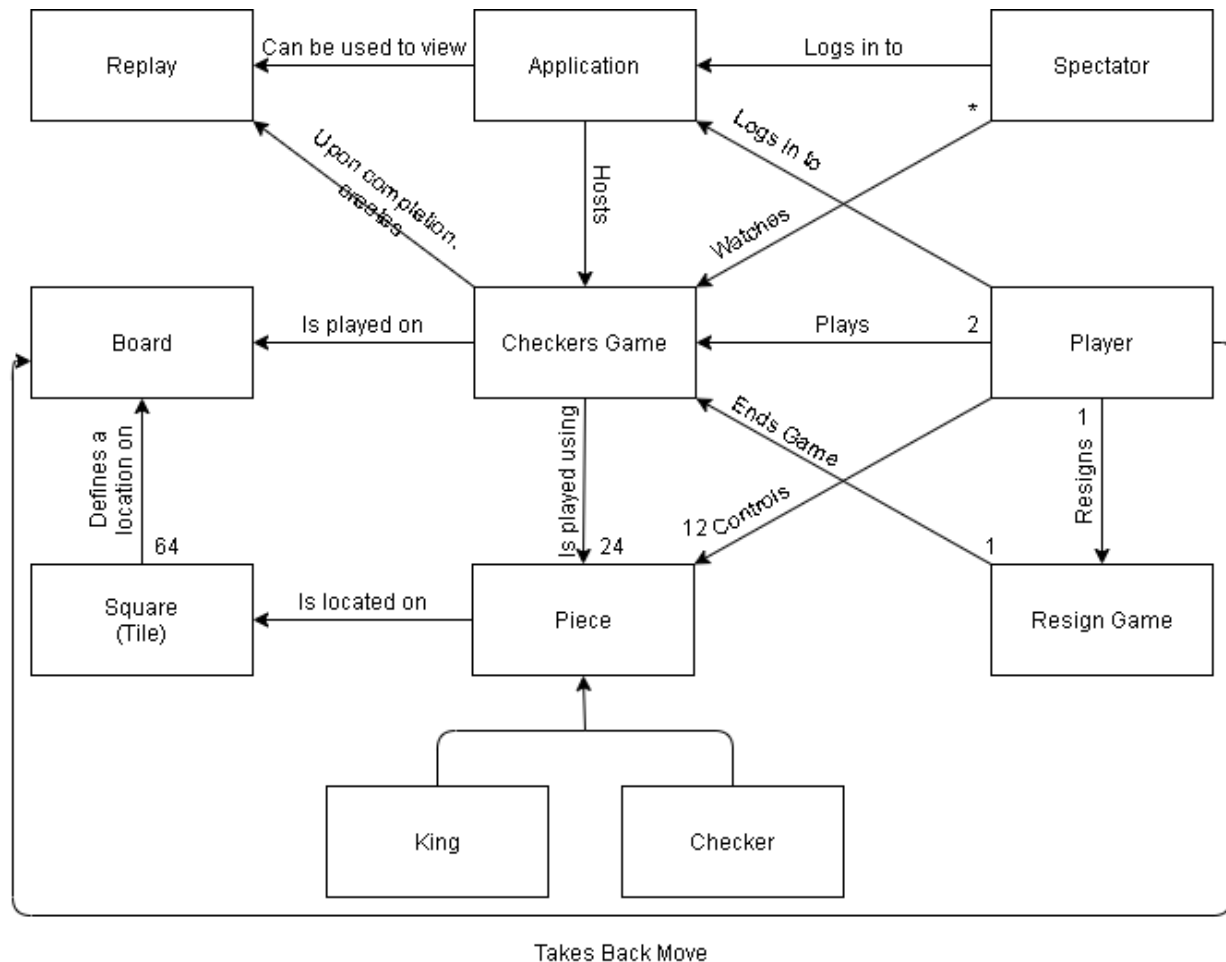 Replay
Can be used to view
Application
Logs in to
Spectator
*
Logs in to
Upon completion,
creates
Hosts
Watches
Board
Is played on
Checkers Game
Plays
2
Player
Defines a
location on
64
Is played using
24
Ends Game
12 Controls
Resigns
1
1
Square
(Tile)
Is located on
Piece
Resign Game
King
Checker
Takes Back Move